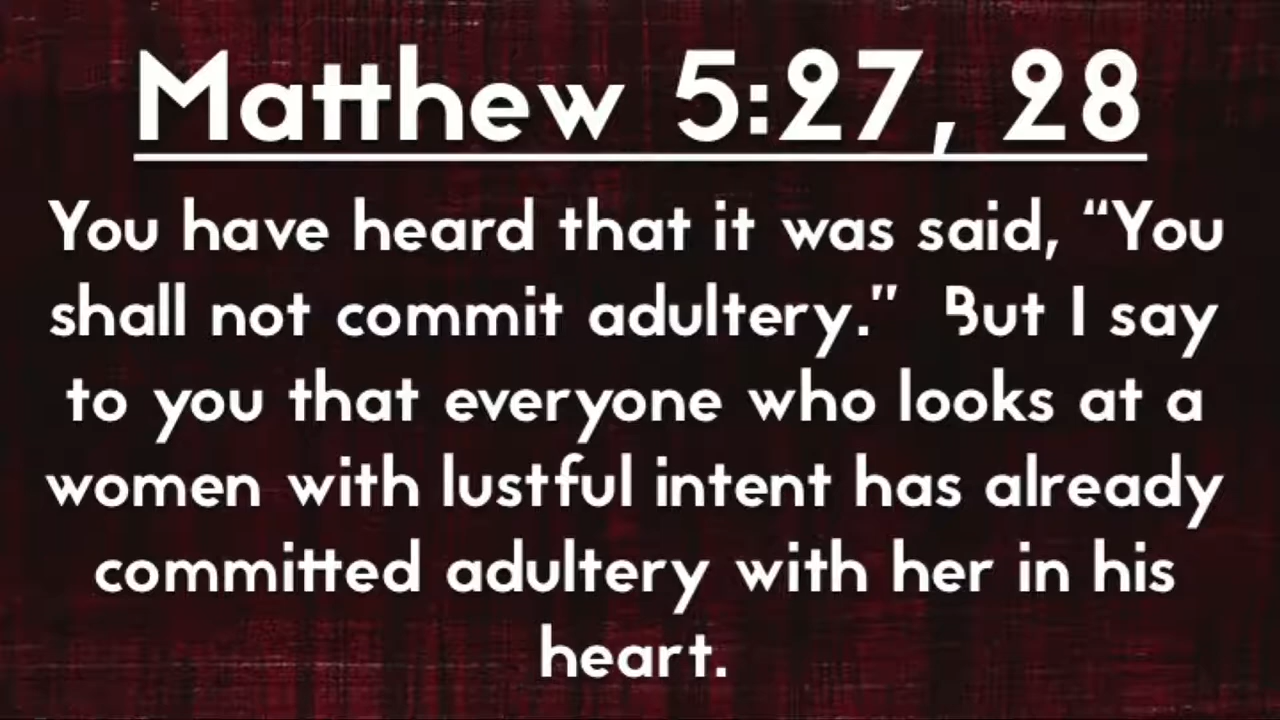 Matthew 5:27, 28
You have heard that it was said, “You
shall not commit adultery."  But I say
to you that everyone who looks at a
women with lustful intent has already
committed adultery with her in his
heart.